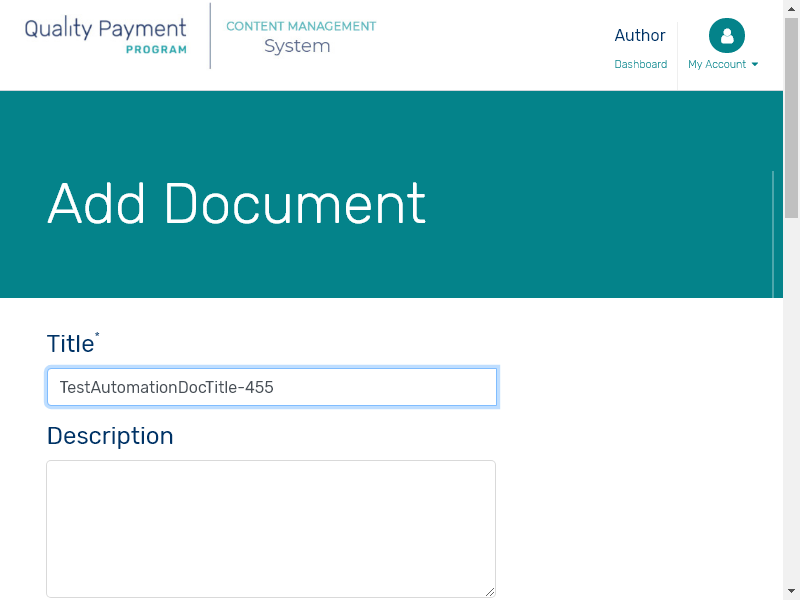 Quality Payment
PROGRAM
CONTENT MANAGEMENT
System
Author
Dashboard
My Account
Add Document
Title*
TestAutomationDocTitle-455
Description